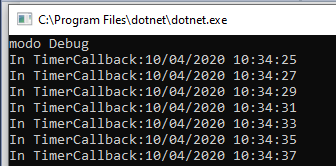 C:\Program Files\dotnet\dotnet.exe
modo Debug
In TimerCallback:10/04/2020 10:34:25
In TimerCallback:10/04/2020 10:34:27
In TimerCallback:10/04/2020 10:34:29
In TimerCallback:10/04/2020 10:34:31
In TimerCallback:10/04/2020 10:34:33
In TimerCallback:10/04/2020 10:34:35
In TimerCallback:10/04/2020 10:34:37